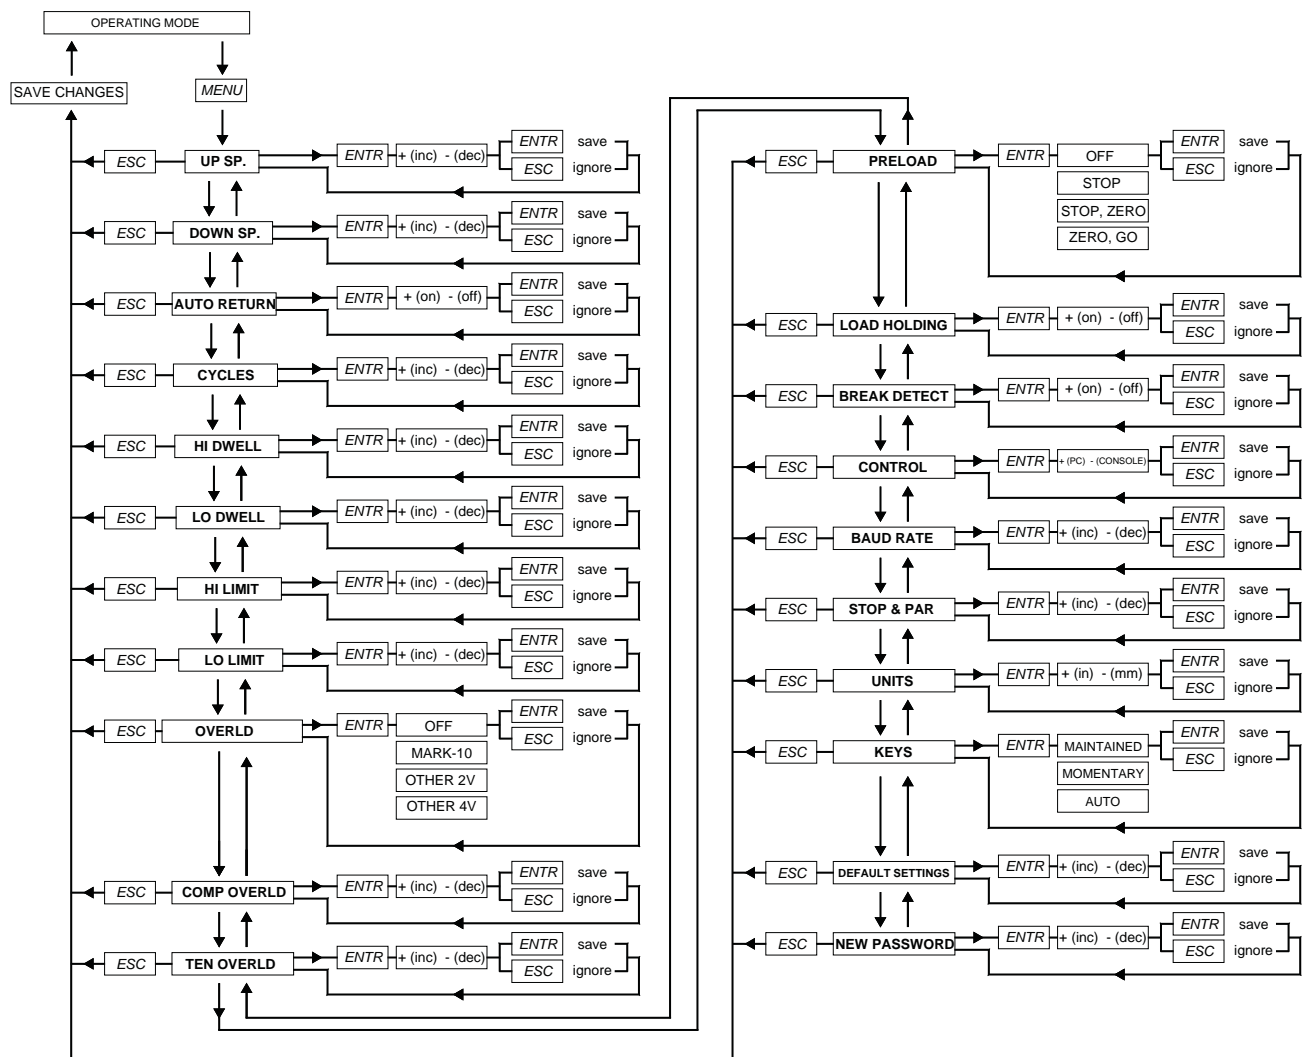 OPERATING MODE
SAVE CHANGES
MENU
ESC UP SP. ENTR + (inc) - (dec) ENTR save
ESC ignore
ESC DOWN SP. ENTR + (inc) - (dec) ENTR save
ESC ignore
ESC AUTO RETURN ENTR + (on) - (off) ENTR save
ESC ignore
ESC CYCLES ENTR + (inc) - (dec) ENTR save
ESC ignore
ESC HI DWELL ENTR + (inc) - (dec) ENTR save
ESC ignore
ESC LO DWELL ENTR + (inc) - (dec) ENTR save
ESC ignore
ESC HI LIMIT ENTR + (inc) - (dec) ENTR save
ESC ignore
ESC LO LIMIT ENTR + (inc) - (dec) ENTR save
ESC ignore
ESC OVERLD ENTR OFF ENTR save
ESC ignore
MARK-10
OTHER 2V
OTHER 4V
ESC COMP OVERLD ENTR + (inc) - (dec) ENTR save
ESC ignore
ESC TEN OVERLD ENTR + (inc) - (dec) ENTR save
ESC ignore
ESC PRELOAD ENTR OFF ENTR save
ESC ignore
STOP
STOP, ZERO
ZERO, GO
ESC LOAD HOLDING ENTR + (on) - (off) ENTR save
ESC ignore
ESC BREAK DETECT ENTR + (on) - (off) ENTR save
ESC ignore
ESC CONTROL ENTR + (PC) - (CONSOLE) ENTR save
ESC ignore
ESC BAUD RATE ENTR + (inc) - (dec) ENTR save
ESC ignore
ESC STOP & PAR ENTR + (inc) - (dec) ENTR save
ESC ignore
ESC UNITS ENTR + (in) - (mm) ENTR save
ESC ignore
ESC KEYS ENTR MAINTAINED ENTR save
ESC ignore
MOMENTARY
AUTO
ESC DEFAULT SETTINGS ENTR + (inc) - (dec) ENTR save
ESC ignore
ESC NEW PASSWORD ENTR + (inc) - (dec) ENTR save
ESC ignore